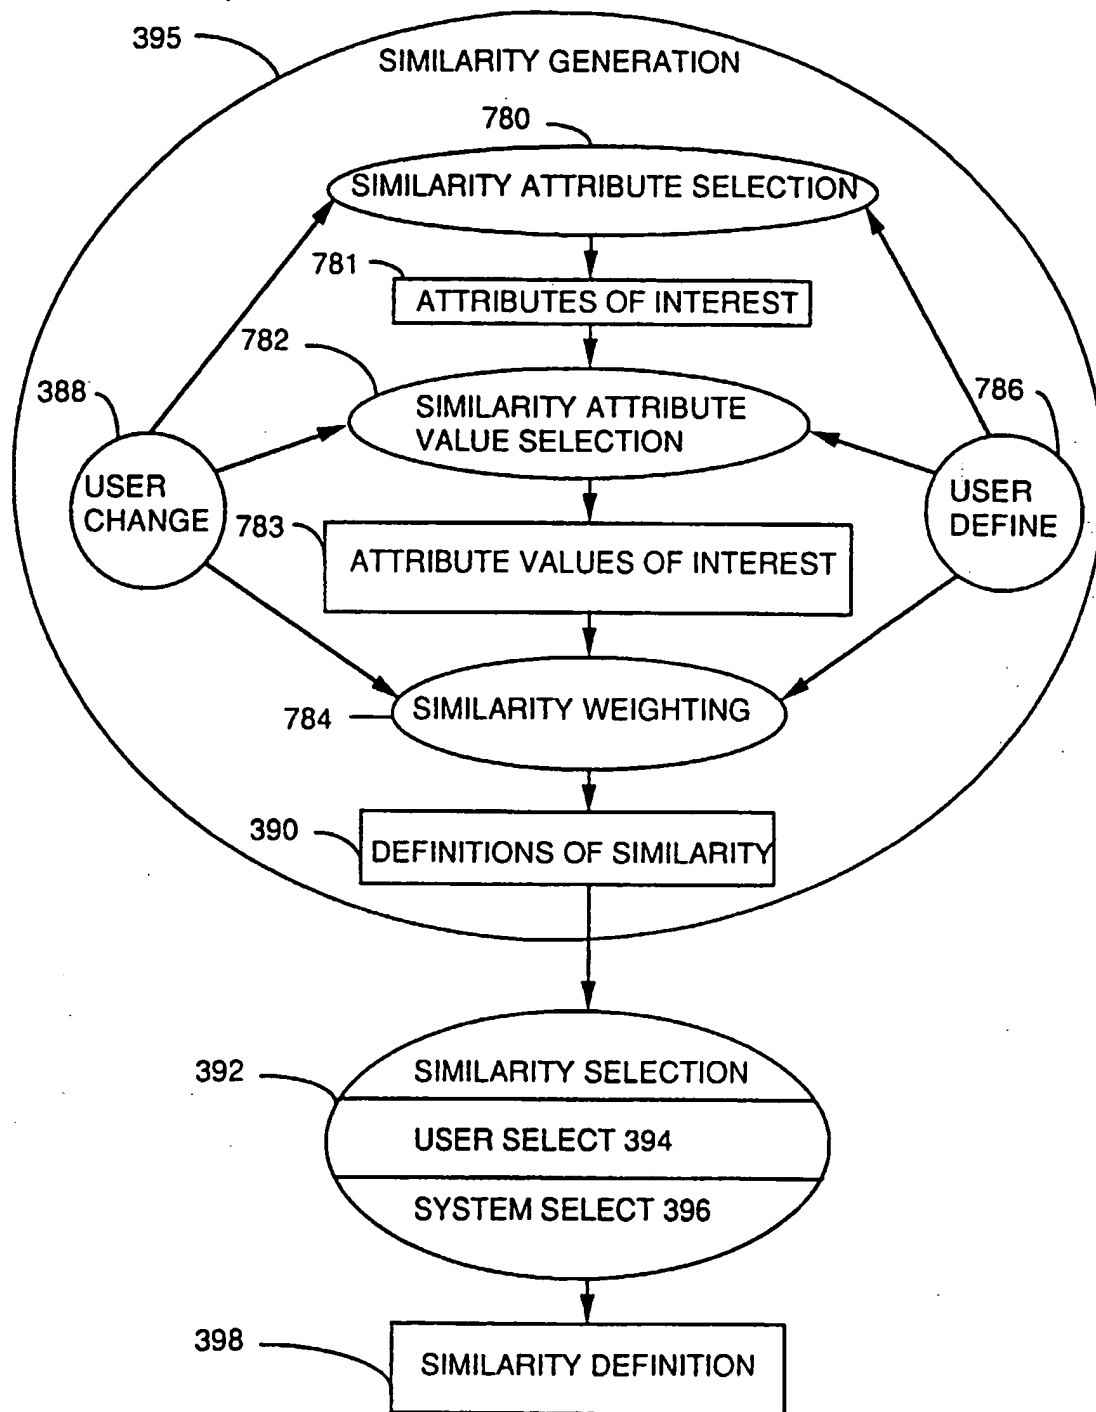 395
SIMILARITY GENERATION
780
SIMILARITY ATTRIBUTE SELECTION
781
ATTRIBUTES OF INTEREST
782
SIMILARITY ATTRIBUTE
VALUE SELECTION
388
USER
CHANGE
786
USER
DEFINE
783
ATTRIBUTE VALUES OF INTEREST
784
SIMILARITY WEIGHTING
390
DEFINITIONS OF SIMILARITY
392
SIMILARITY SELECTION
USER SELECT 394
SYSTEM SELECT 396
398
SIMILARITY DEFINITION